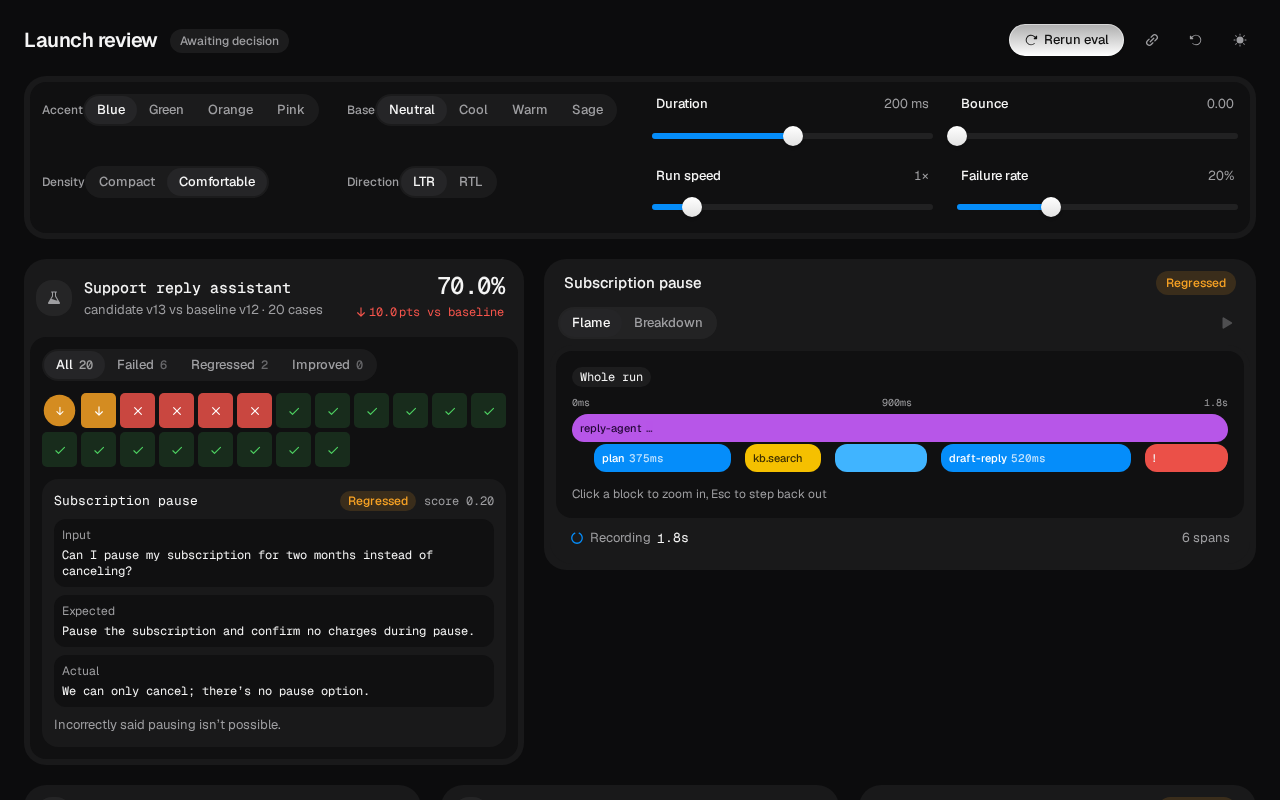 Launch review
Awaiting decision
Rerun eval
Accent Blue Green Orange Pink
Base Neutral Cool Warm Sage
Duration 200 ms
Bounce 0.00
Density Compact Comfortable
Direction LTR RTL
Run speed 1×
Failure rate 20%
Support reply assistant
70.0%
candidate v13 vs baseline v12 · 20 cases
↓ 10.0pts vs baseline
All 20 Failed 6 Regressed 2 Improved 0
Subscription pause Regressed score 0.20
Input
Can I pause my subscription for two months instead of
canceling?
Expected
Pause the subscription and confirm no charges during pause.
Actual
We can only cancel; there's no pause option.
Incorrectly said pausing isn't possible.
Subscription pause
Regressed
Flame Breakdown
Whole run
0ms 900ms 1.8s
reply-agent …
plan 375ms kb.search draft-reply 520ms !
Click a block to zoom in, Esc to step back out
Recording 1.8s
6 spans